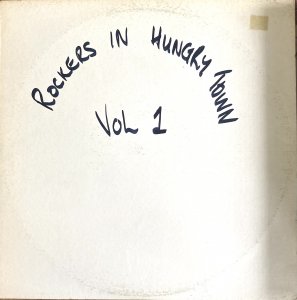 ROCKERS IN HUNGRY TOWN
VOL 1